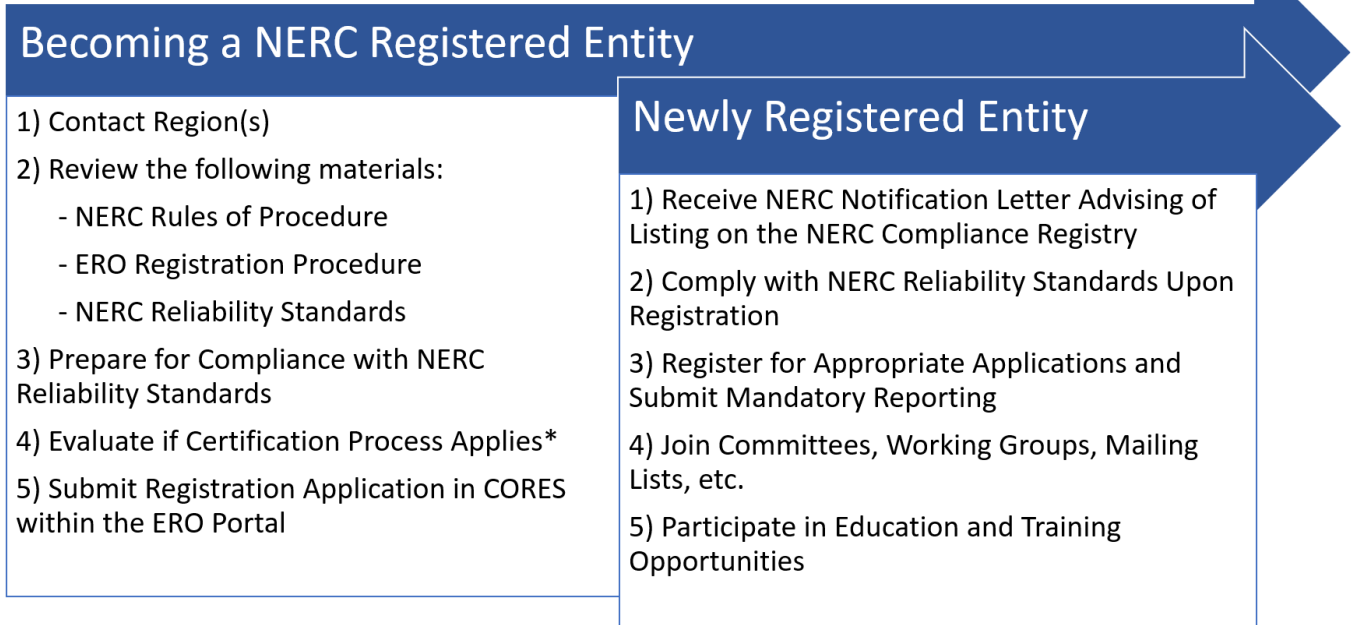 Becoming a NERC Registered Entity
1) Contact Region(s)
2) Review the following materials:
- NERC Rules of Procedure
- ERO Registration Procedure
- NERC Reliability Standards
3) Prepare for Compliance with NERC
Reliability Standards
4) Evaluate if Certification Process Applies*
5) Submit Registration Application in CORES
within the ERO Portal
Newly Registered Entity
1) Receive NERC Notification Letter Advising of
Listing on the NERC Compliance Registry
2) Comply with NERC Reliability Standards Upon
Registration
3) Register for Appropriate Applications and
Submit Mandatory Reporting
4) Join Committees, Working Groups, Mailing
Lists, etc.
5) Participate in Education and Training
Opportunities